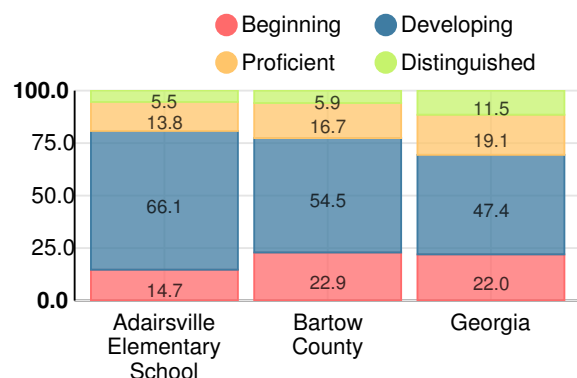 Beginning
Developing
Proficient
Distinguished
100.0
75.0
50.0
25.0
0.0
5.5
13.8
66.1
14.7
5.9
16.7
54.5
22.9
11.5
19.1
47.4
22.0
Adairsville
Elementary
School
Bartow
County
Georgia